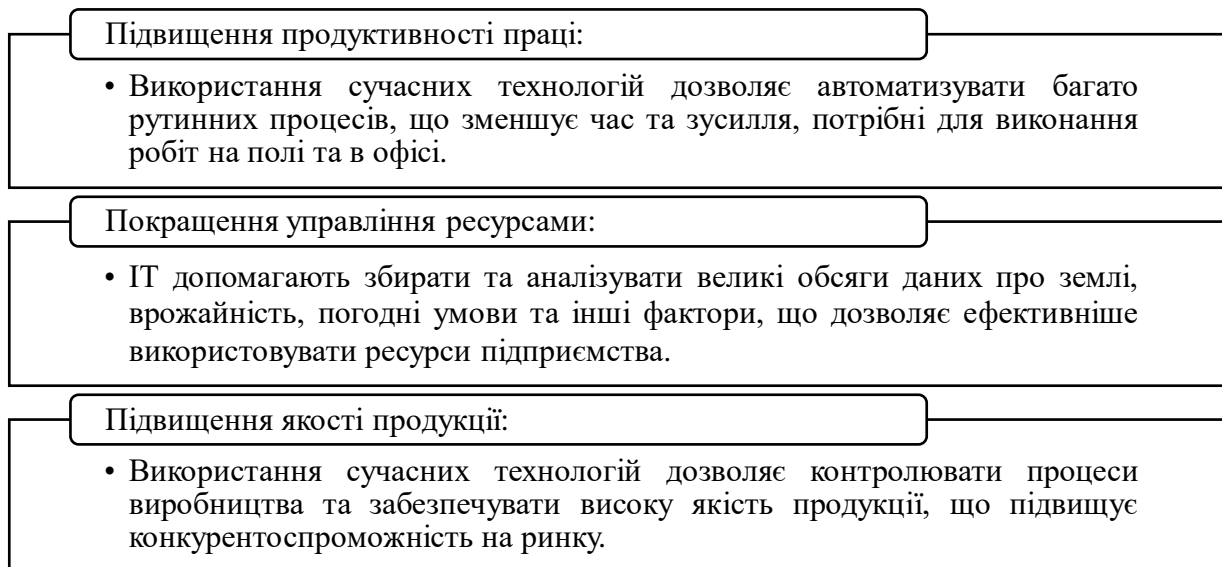 Підвищення продуктивності праці:
• Використання сучасних технологій дозволяє автоматизувати багато
рутинних процесів, що зменшує час та зусилля, потрібні для виконання
робіт на полі та в офісі.
Покращення управління ресурсами:
• ІТ допомагають збирати та аналізувати великі обсяги даних про землі,
врожайність, погодні умови та інші фактори, що дозволяє ефективніше
використовувати ресурси підприємства.
Підвищення якості продукції:
• Використання сучасних технологій дозволяє контролювати процеси
виробництва та забезпечувати високу якість продукції, що підвищує
конкурентоспроможність на ринку.